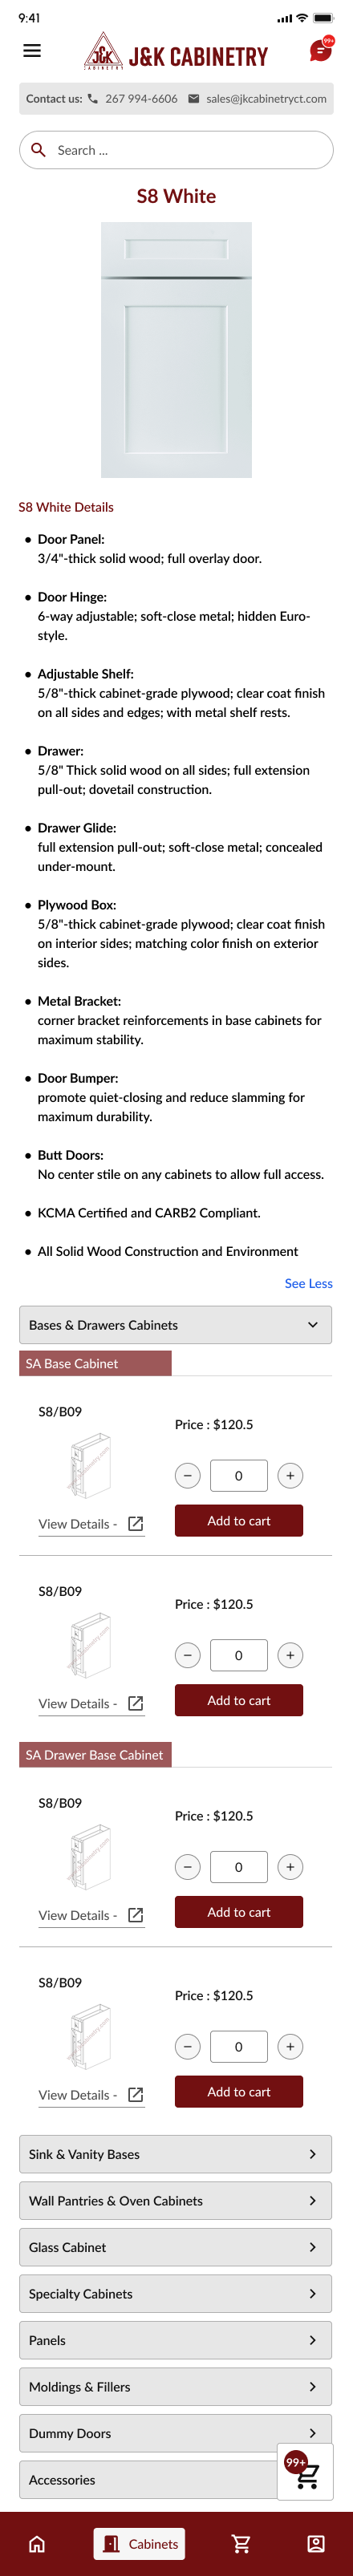 9:41
J&K CABINETRY
99+
Contact us: 267 994-6606 sales@jkcabinetryct.com
Search ...
S8 White
S8 White Details
• Door Panel:
3/4"-thick solid wood; full overlay door.
• Door Hinge:
6-way adjustable; soft-close metal; hidden Euro-
style.
• Adjustable Shelf:
5/8"-thick cabinet-grade plywood; clear coat finish
on all sides and edges; with metal shelf rests.
• Drawer:
5/8" Thick solid wood on all sides; full extension
pull-out; dovetail construction.
• Drawer Glide:
full extension pull-out; soft-close metal; concealed
under-mount.
• Plywood Box:
5/8"-thick cabinet-grade plywood; clear coat finish
on interior sides; matching color finish on exterior
sides.
• Metal Bracket:
corner bracket reinforcements in base cabinets for
maximum stability.
• Door Bumper:
promote quiet-closing and reduce slamming for
maximum durability.
• Butt Doors:
No center stile on any cabinets to allow full access.
• KCMA Certified and CARB2 Compliant.
• All Solid Wood Construction and Environment
See Less
Bases & Drawers Cabinets
SA Base Cabinet
S8/B09
Price : $120.5
0
View Details -
Add to cart
S8/B09
Price : $120.5
0
View Details -
Add to cart
SA Drawer Base Cabinet
S8/B09
Price : $120.5
0
View Details -
Add to cart
S8/B09
Price : $120.5
0
View Details -
Add to cart
Sink & Vanity Bases
Wall Pantries & Oven Cabinets
Glass Cabinet
Specialty Cabinets
Panels
Moldings & Fillers
Dummy Doors
Accessories
99+
Cabinets